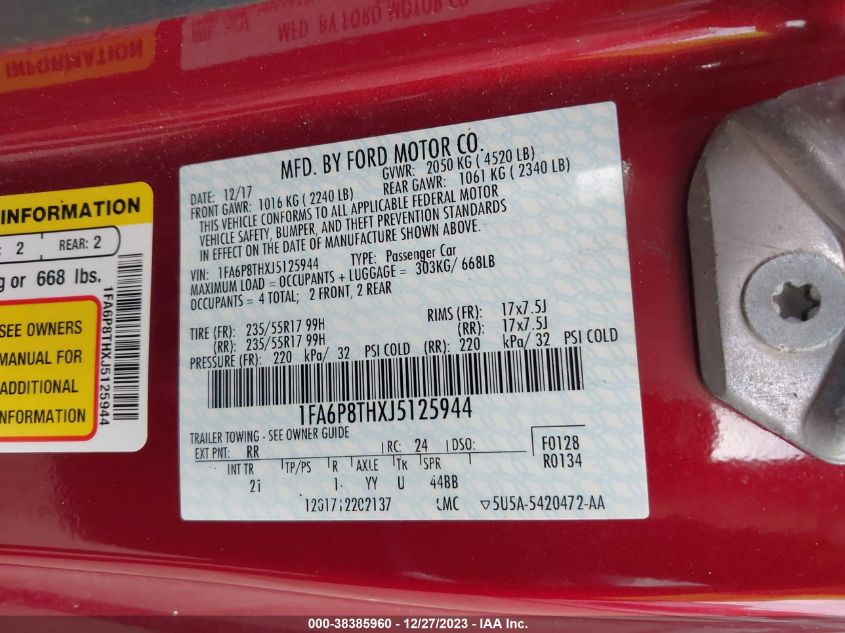 MFD. BY FORD MOTOR CO.
INFORMATION
MFD. BY FORD MOTOR CO.
DATE: 12/17
GVWR: 2050 KG ( 4520 LB)
FRONT GAWR: 1016 KG ( 2240 LB)
REAR GAWR: 1061 KG ( 2340 LB)
THIS VEHICLE CONFORMS TO ALL APPLICABLE FEDERAL MOTOR
VEHICLE SAFETY, BUMPER, AND THEFT PREVENTION STANDARDS
IN EFFECT ON THE DATE OF MANUFACTURE SHOWN ABOVE.
VIN: 1FA6P8THXJ5125944 TYPE: Passenger Car
MAXIMUM LOAD = OCCUPANTS + LUGGAGE = 303KG/ 668LB
OCCUPANTS = 4 TOTAL; 2 FRONT, 2 REAR
TIRE (FR): 235/55R17 99H RIMS (FR): 17x7.5J
(RR): 235/55R17 99H (RR): 17x7.5J
PRESSURE (FR): 220 kPa/ 32 PSI COLD (RR): 220 kPa/ 32 PSI COLD
1FA6P8THXJ5125944
TRAILER TOWING - SEE OWNER GUIDE
EXT PNT: RR RC: 24 DSO: F0128
R0134
INT TR TP/PS R AXLE TR SPR
YY U 44BB
5U5A-5420472-AA
INFORMATION
: 2 REAR: 2
g or 668 lbs.
SEE OWNERS
MANUAL FOR
ADDITIONAL
INFORMATION
1FA6P8THXJ5125944
000-38385960 - 12/27/2023 - IAA Inc.